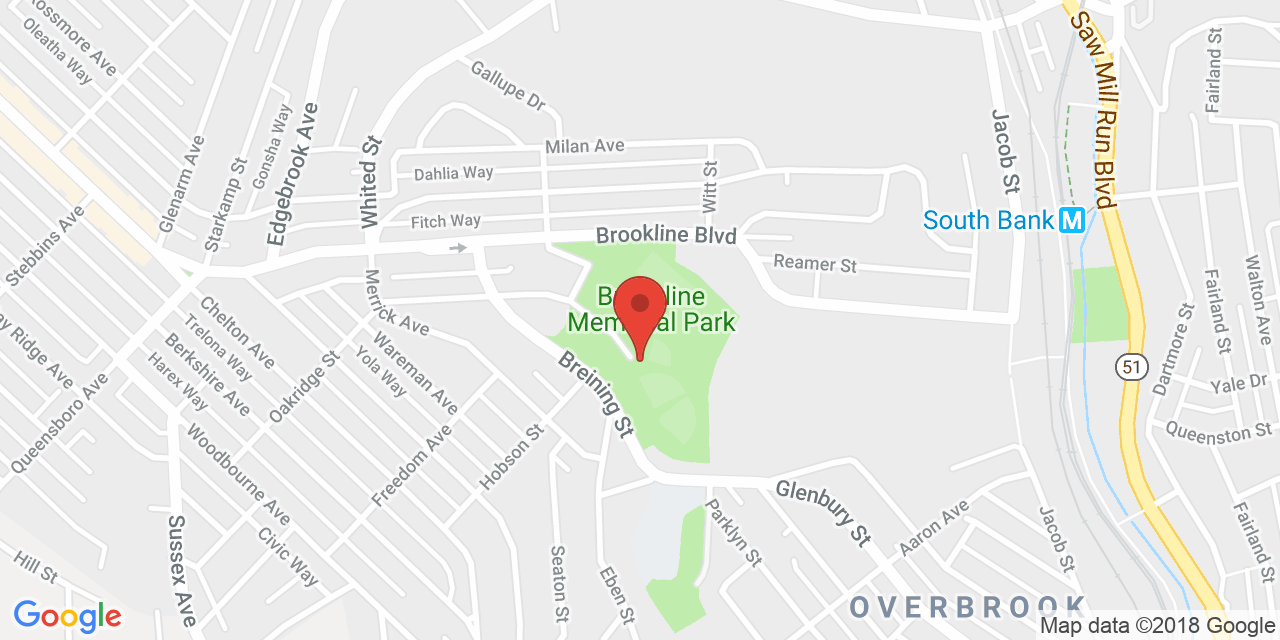 Rossmore Ave
Oleatha Way
Gallupe Dr
Saw Mill Run Blvd
Fairland St
Glenarm Ave
Starkamp St
Gonsha Way
Edgebrook Ave
Whited St
Milan Ave
Dahlia Way
Fitch Way
Witt St
Jacob St
Stebbins Ave
Brookline Blvd
South Bank
M
Reamer St
Merrick Ave
Fairland St
Walton Ave
Dartmore St
Chelton Ave
Trelona Way
Berkshire Ave
Harex Way
Oakridge St
Wareman Ave
Yola Way
Memorial Park
Breining St
51
Yale Dr
Queenston St
Ridge Ave
Queensboro Ave
Woodbourne Ave
Freedom Ave
Hobson St
Glenbury St
Aaron Ave
Jacob St
Parklyn St
Fairland St
Sussex Ave
Civic Way
Hill St
Seaton St
Eben St
OVERBROOK
Google
Map data ©2018 Google